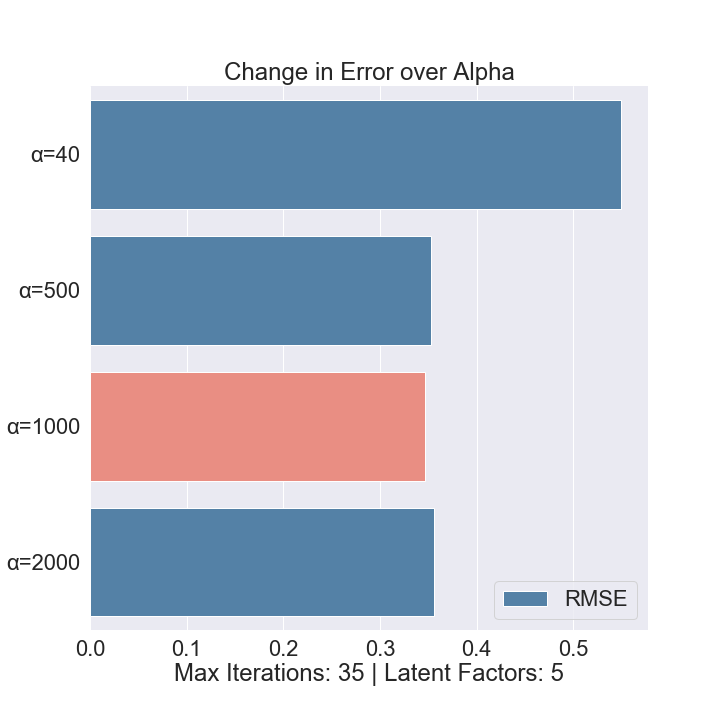 Change in Error over Alpha
α=40
α=500
α=1000
α=2000
RMSE
0.0 0.1 0.2 0.3 0.4 0.5
Max Iterations: 35 | Latent Factors: 5